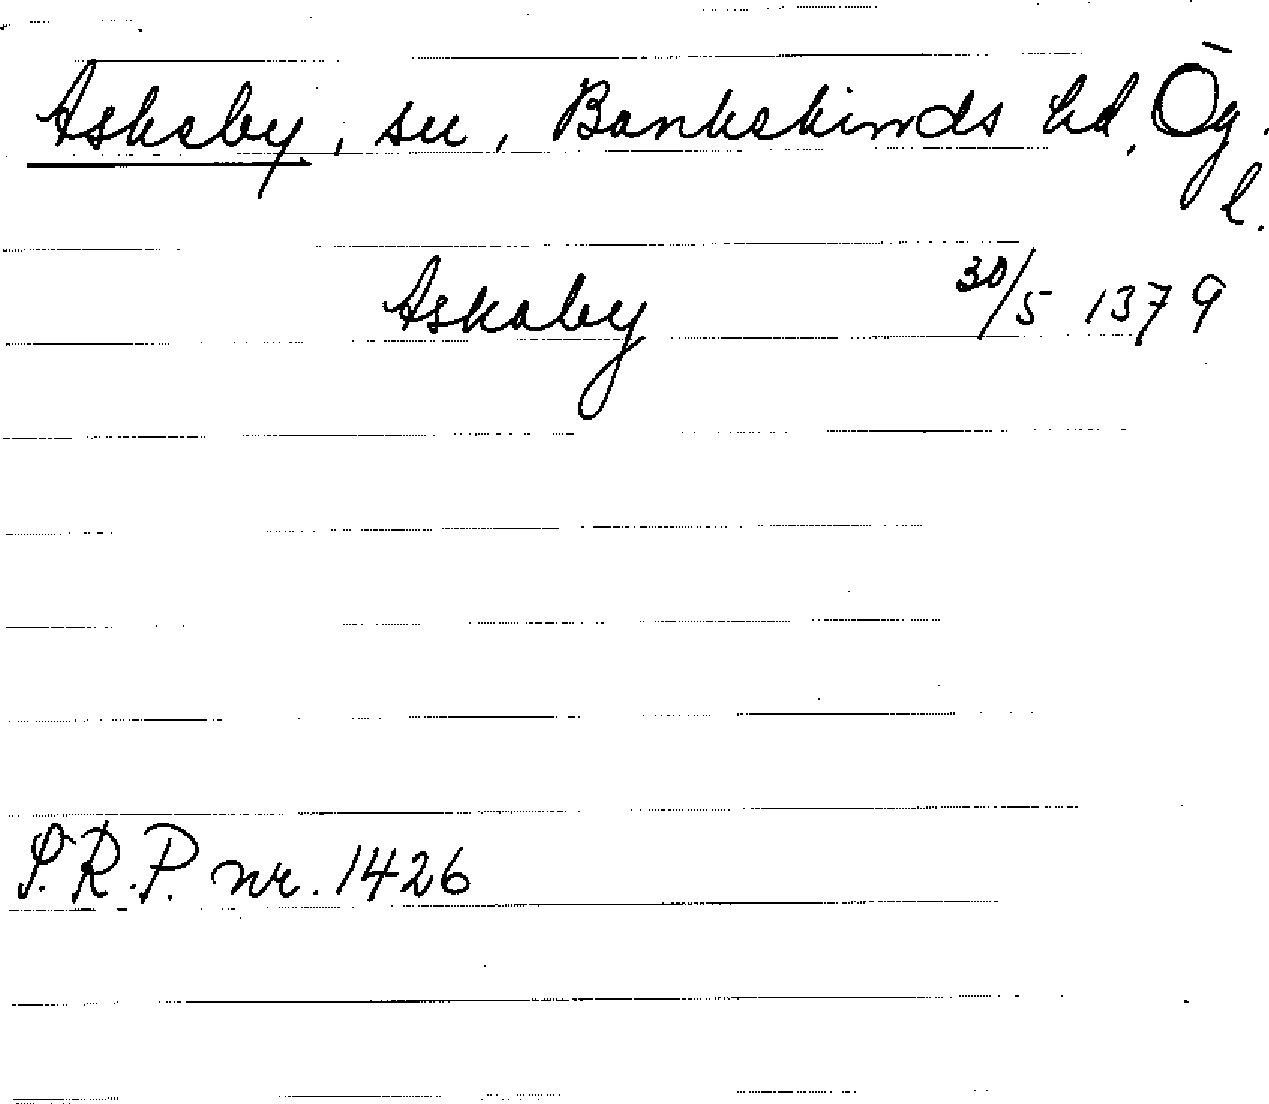 Askeby, sn, Bankekinds hd, Ög.
l.
Askaby 30/5 1379
S.R.P. nr. 1426